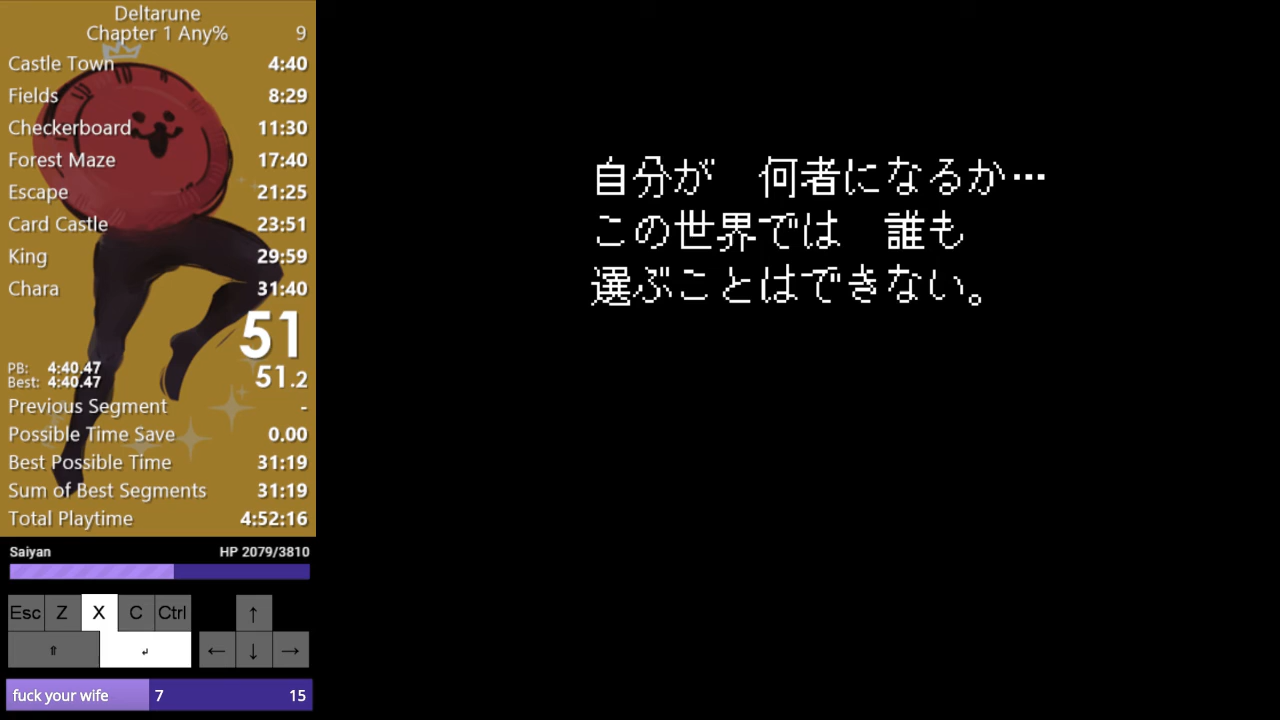 Deltarune
Chapter 1 Any% 9
Castle Town 4:40
Fields 8:29
Checkerboard 11:30
Forest Maze 17:40
Escape 21:25
Card Castle 23:51
King 29:59
Chara 31:40
51
PB: 4:40.47
Best: 4:40.47
51.2
Previous Segment -
Possible Time Save 0.00
Best Possible Time 31:19
Sum of Best Segments 31:19
Total Playtime 4:52:16
Saiyan HP 2079/3810
Esc Z X C Ctrl ↑
⇧ ↲ ← ↓ →
fuck your wife 7 15
自分が　何者になるか…
この世界では　誰も
選ぶことはできない。